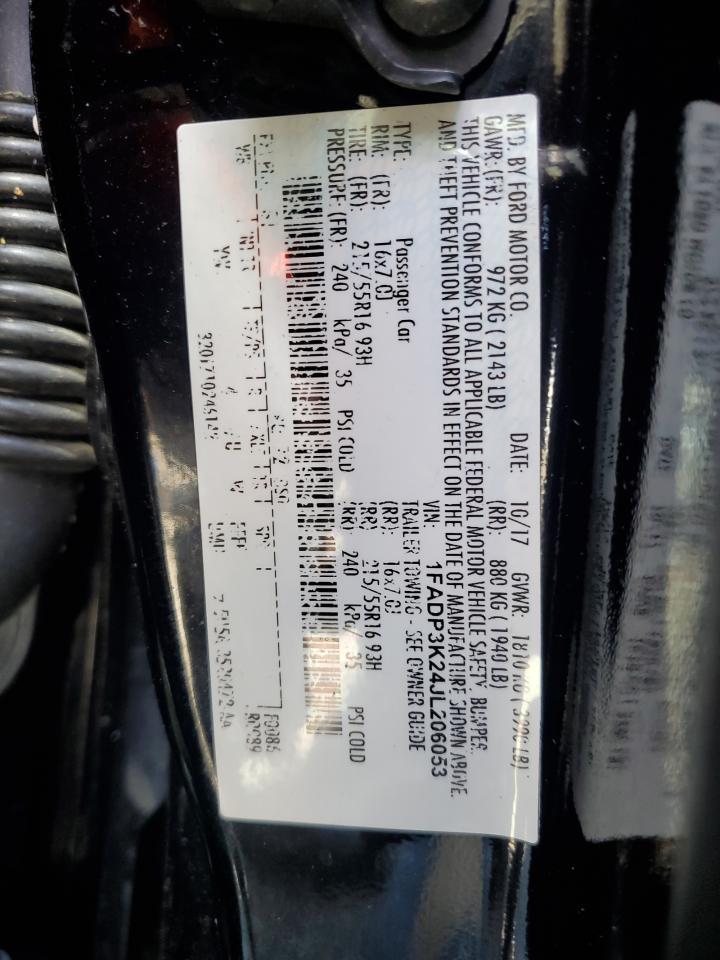 MFD. BY FORD MOTOR CO. DATE: 10/17 GVWR: 1810 KG ( 3990 LB)
GAWR: (FR): 972 KG ( 2143 LB) (RR): 880 KG ( 1940 LB)
THIS VEHICLE CONFORMS TO ALL APPLICABLE FEDERAL MOTOR VEHICLE SAFETY BUMPER,
AND THEFT PREVENTION STANDARDS IN EFFECT ON THE DATE OF MANUFACTURE SHOWN ABOVE.
VIN: 1FADP3K24JL206053
TYPE: Passenger Car TRAILER TOWING - SEE OWNER GUIDE
RIM: (FR): 16x7.0J (RR): 16x7.0J
TIRE: (FR): 215/55R16 93H (RR): 215/55R16 93H
PRESSURE: (FR): 240 kPa/ 35 PSI COLD (RR): 240 kPa/ 35 PSI COLD
F0086
R0089